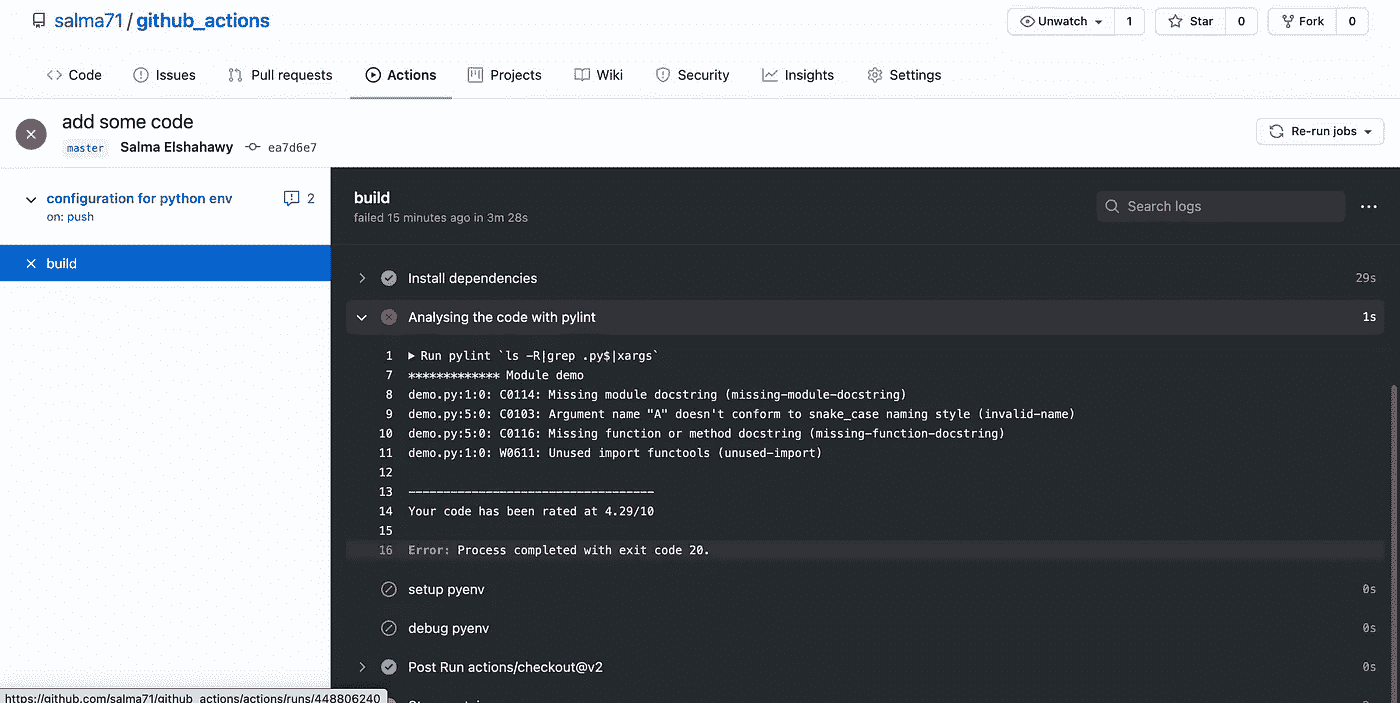 salma71 / github_actions
Unwatch 1 Star 0 Fork 0
Code Issues Pull requests Actions Projects Wiki Security Insights Settings
add some code
master Salma Elshahawy ea7d6e7
Re-run jobs
configuration for python env 2
on: push
build
build
failed 15 minutes ago in 3m 28s
Search logs
Install dependencies 29s
Analysing the code with pylint 1s
1 Run pylint `ls -R|grep .py$|xargs`
7 ************* Module demo
8 demo.py:1:0: C0114: Missing module docstring (missing-module-docstring)
9 demo.py:5:0: C0103: Argument name "A" doesn't conform to snake_case naming style (invalid-name)
10 demo.py:5:0: C0116: Missing function or method docstring (missing-function-docstring)
11 demo.py:1:0: W0611: Unused import functools (unused-import)
12
13 -----------------------------------
14 Your code has been rated at 4.29/10
15
16 Error: Process completed with exit code 20.
setup pyenv 0s
debug pyenv 0s
Post Run actions/checkout@v2 0s
https://github.com/salma71/github_actions/actions/runs/448806240